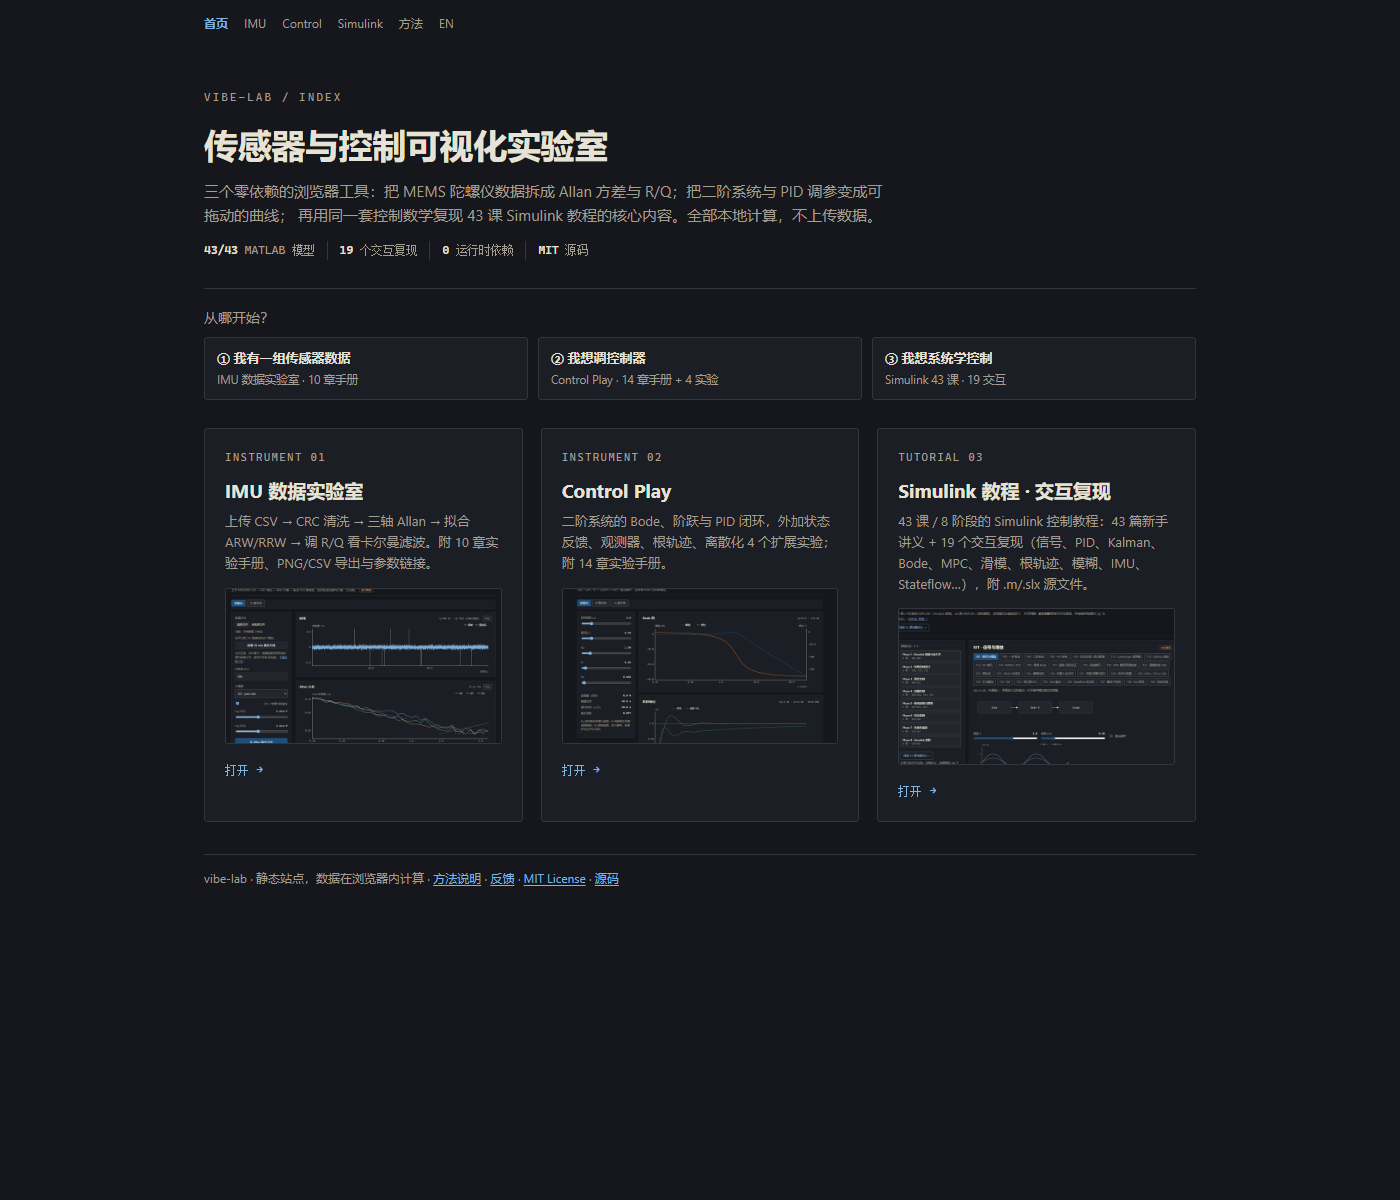 首页 IMU Control Simulink 方法 EN
VIBE-LAB / INDEX
传感器与控制可视化实验室
三个零依赖的浏览器工具：把 MEMS 陀螺仪数据拆成 Allan 方差与 R/Q；把二阶系统与 PID 调参变成可
拖动的曲线； 再用同一套控制数学复现 43 课 Simulink 教程的核心内容。全部本地计算，不上传数据。
43/43 MATLAB 模型 19 个交互复现 0 运行时依赖 MIT 源码
从哪开始？
① 我有一组传感器数据
IMU 数据实验室 · 10 章手册
② 我想调控制器
Control Play · 14 章手册 + 4 实验
③ 我想系统学控制
Simulink 43 课 · 19 交互
INSTRUMENT 01
IMU 数据实验室
上传 CSV → CRC 清洗 → 三轴 Allan → 拟合
ARW/RRW → 调 R/Q 看卡尔曼滤波。附 10 章实
验手册、PNG/CSV 导出与参数链接。
打开 →
INSTRUMENT 02
Control Play
二阶系统的 Bode、阶跃与 PID 闭环，外加状态
反馈、观测器、根轨迹、离散化 4 个扩展实验；
附 14 章实验手册。
打开 →
TUTORIAL 03
Simulink 教程 · 交互复现
43 课 / 8 阶段的 Simulink 控制教程：43 篇新手
讲义 + 19 个交互复现（信号、PID、Kalman、
Bode、MPC、滑模、根轨迹、模糊、IMU、
Stateflow…），附 .m/.slx 源文件。
打开 →
vibe-lab · 静态站点，数据在浏览器内计算 · 方法说明 · 反馈 · MIT License · 源码